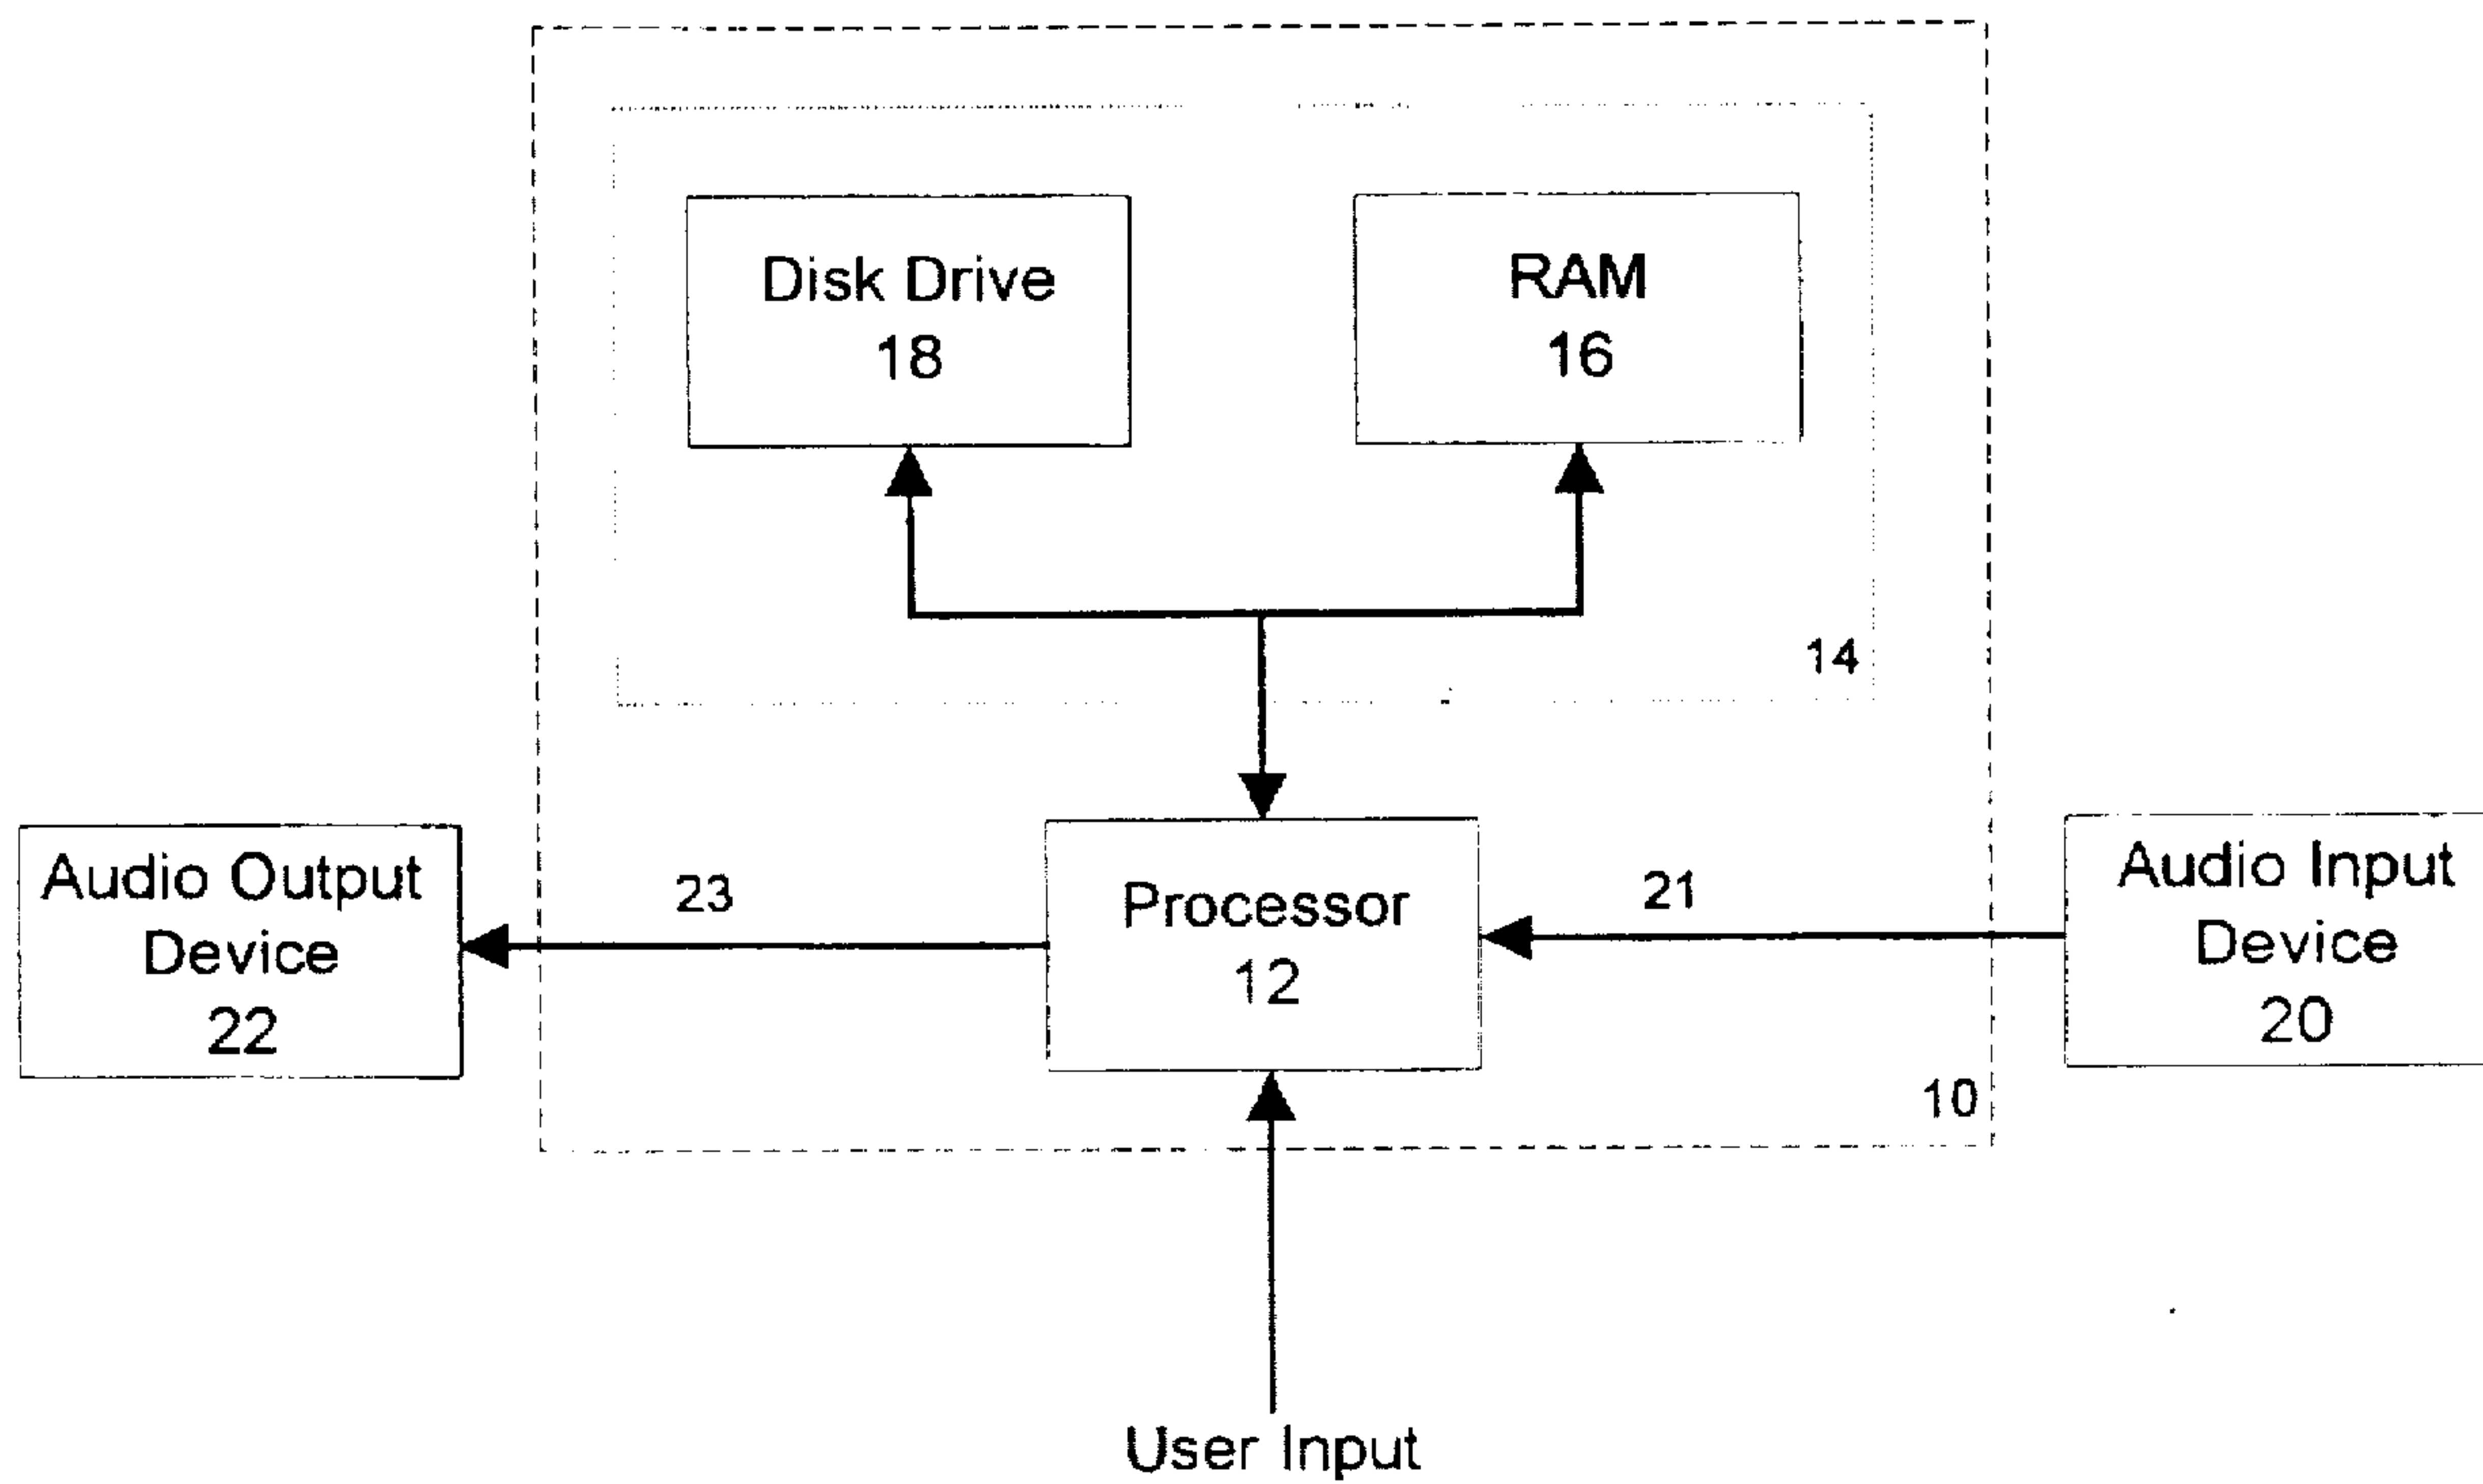 Disk Drive
18
RAM
16
14
Audio Output
Device
22
23
Processor
12
21
Audio Input
Device
20
10
User Input